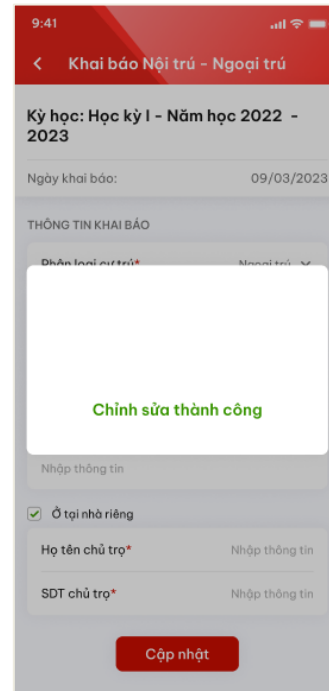 9:41
Khai báo Nội trú - Ngoại trú
Kỳ học: Học kỳ I - Năm học 2022 -
2023
Ngày khai báo: 09/03/2023
THÔNG TIN KHAI BÁO
Phân loại cư trú* Ngoại trú
Chỉnh sửa thành công
Nhập thông tin
Ở tại nhà riêng
Họ tên chủ trọ* Nhập thông tin
SDT chủ trọ* Nhập thông tin
Cập nhật